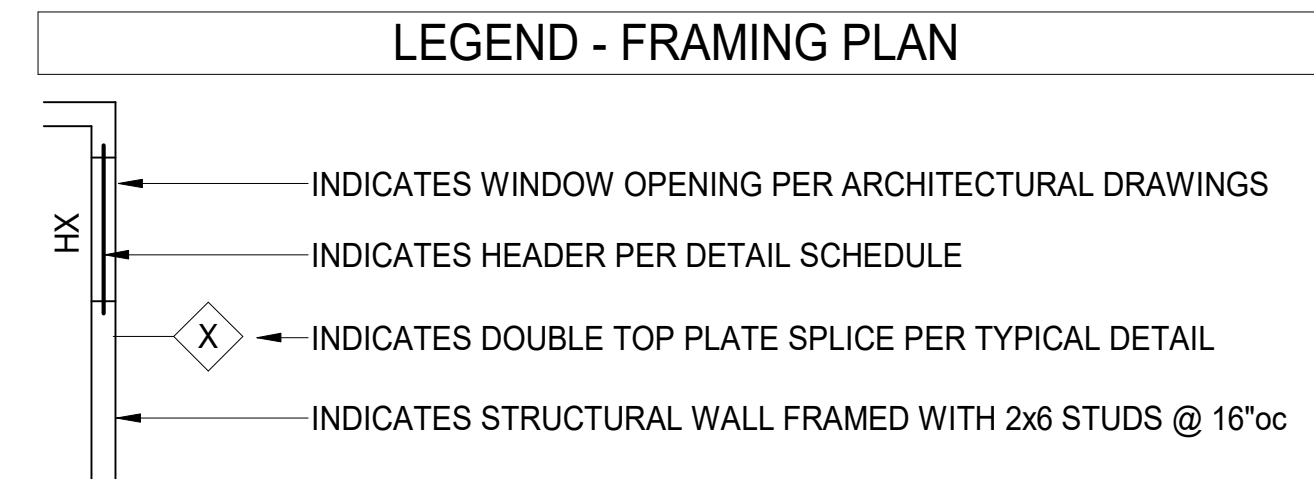 LEGEND - FRAMING PLAN
INDICATES WINDOW OPENING PER ARCHITECTURAL DRAWINGS
HX
INDICATES HEADER PER DETAIL SCHEDULE
X
INDICATES DOUBLE TOP PLATE SPLICE PER TYPICAL DETAIL
INDICATES STRUCTURAL WALL FRAMED WITH 2x6 STUDS @ 16"oc